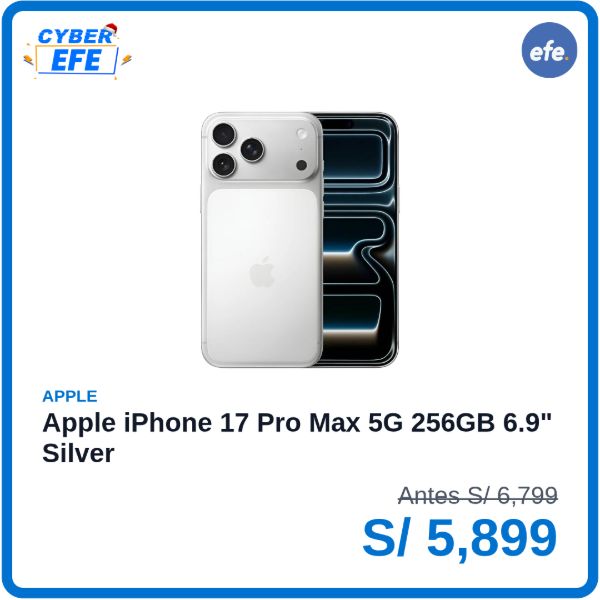 CYBER
EFE
efe.
APPLE
Apple iPhone 17 Pro Max 5G 256GB 6.9"
Silver
Antes S/ 6,799
S/ 5,899